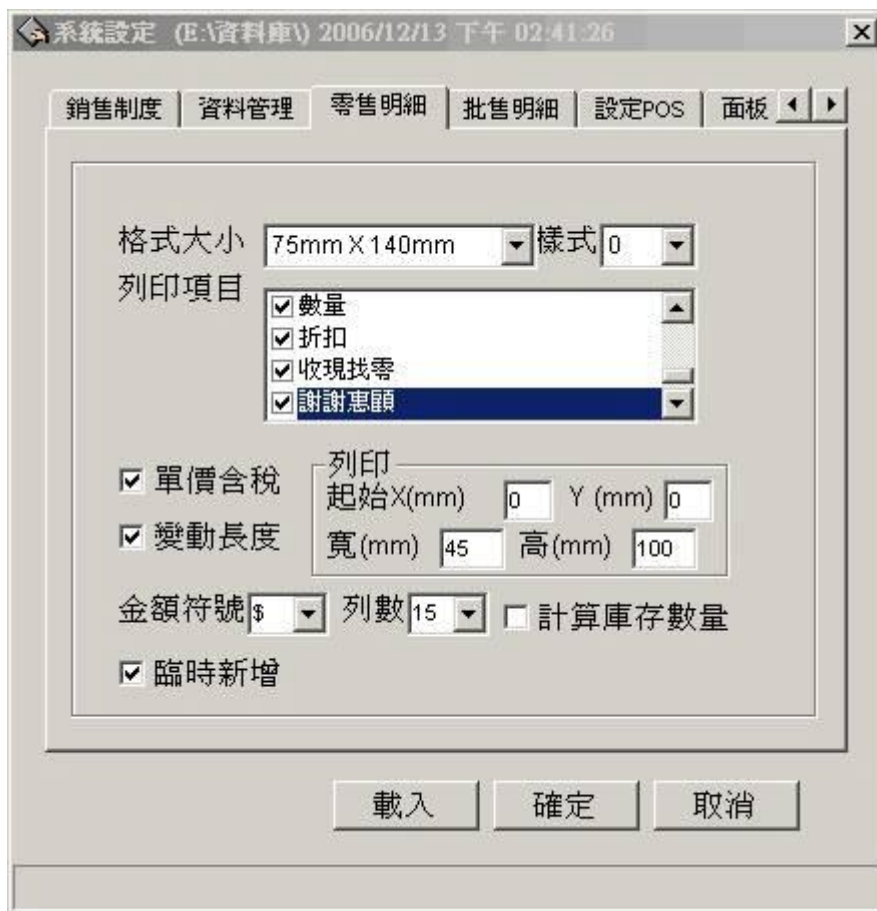 系統設定 (E:\資料庫\) 2006/12/13 下午 02:41:26
銷售制度 資料管理 零售明細 批售明細 設定POS 面板
格式大小 75mm X 140mm 樣式 0
列印項目
數量
折扣
收現找零
謝謝惠顧
列印
單價含稅 起始X(mm) 0 Y (mm) 0
變動長度 寬(mm) 45 高(mm) 100
金額符號 $ 列數 15 計算庫存數量
臨時新增
載入 確定 取消